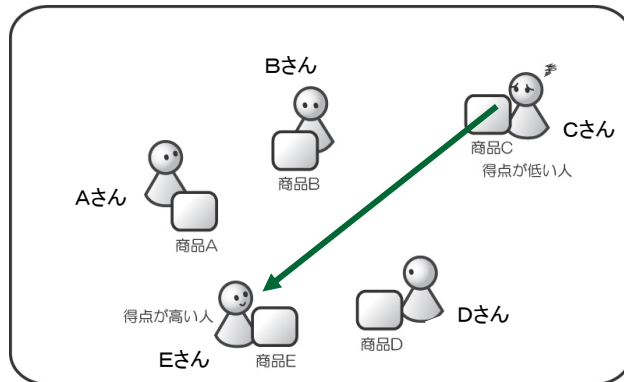 Bさん
商品B
Cさん
商品C
得点が低い人
Aさん
商品A
得点が高い人
Eさん
商品E
Dさん
商品D